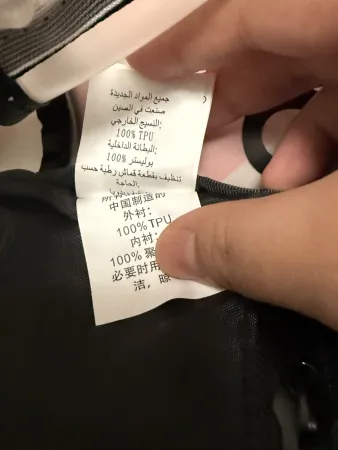 جميع المواد الجديدة
صنعت في الصين
النسيج الخارجي:
100% TPU
البطانة الداخلية:
100% بوليستر
تنظيف بقطعة قماش رطبة حسب
الحاجة.
中国制造
外衬：
100% TPU
内衬：
100% 聚
必要时用
洁，晾